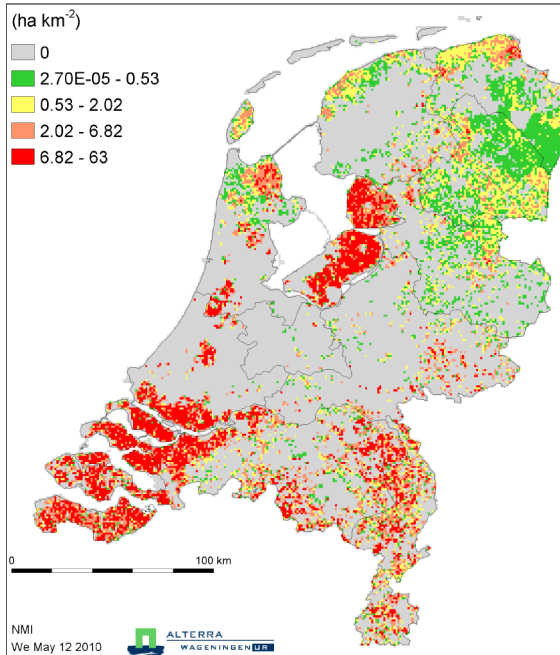 (ha km-2)
0
2.70E-05 - 0.53
0.53 - 2.02
2.02 - 6.82
6.82 - 63
0 100 km
NMI
We May 12 2010
ALTERRA
WAGENINGEN UR